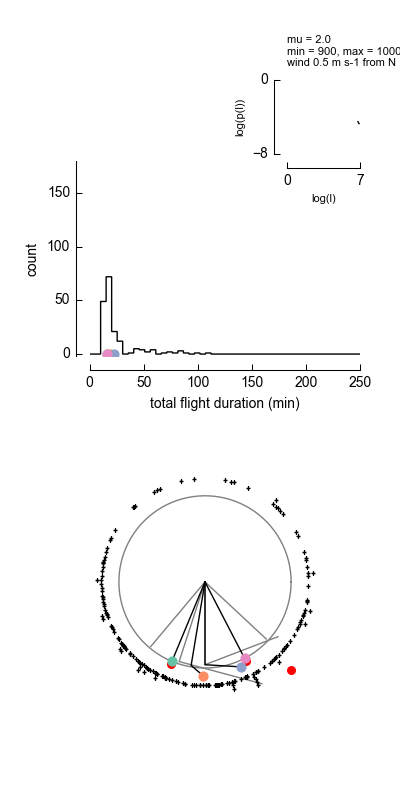 mu = 2.0
min = 900, max = 1000
wind 0.5 m s-1 from N
0
log(p(l))
−8
0
7
log(l)
150
100
50
0
count
0
50
100
150
200
250
total flight duration (min)